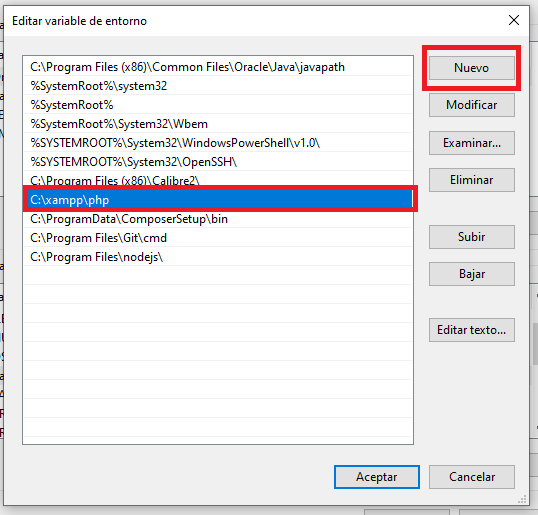 Editar variable de entorno
C:\Program Files (x86)\Common Files\Oracle\Java\javapath
%SystemRoot%\system32
%SystemRoot%
%SystemRoot%\System32\Wbem
%SYSTEMROOT%\System32\WindowsPowerShell\v1.0\
%SYSTEMROOT%\System32\OpenSSH\
C:\Program Files (x86)\Calibre2\
C:\xampp\php
C:\ProgramData\ComposerSetup\bin
C:\Program Files\Git\cmd
C:\Program Files\nodejs\
Nuevo
Modificar
Examinar...
Eliminar
Subir
Bajar
Editar texto...
Aceptar
Cancelar